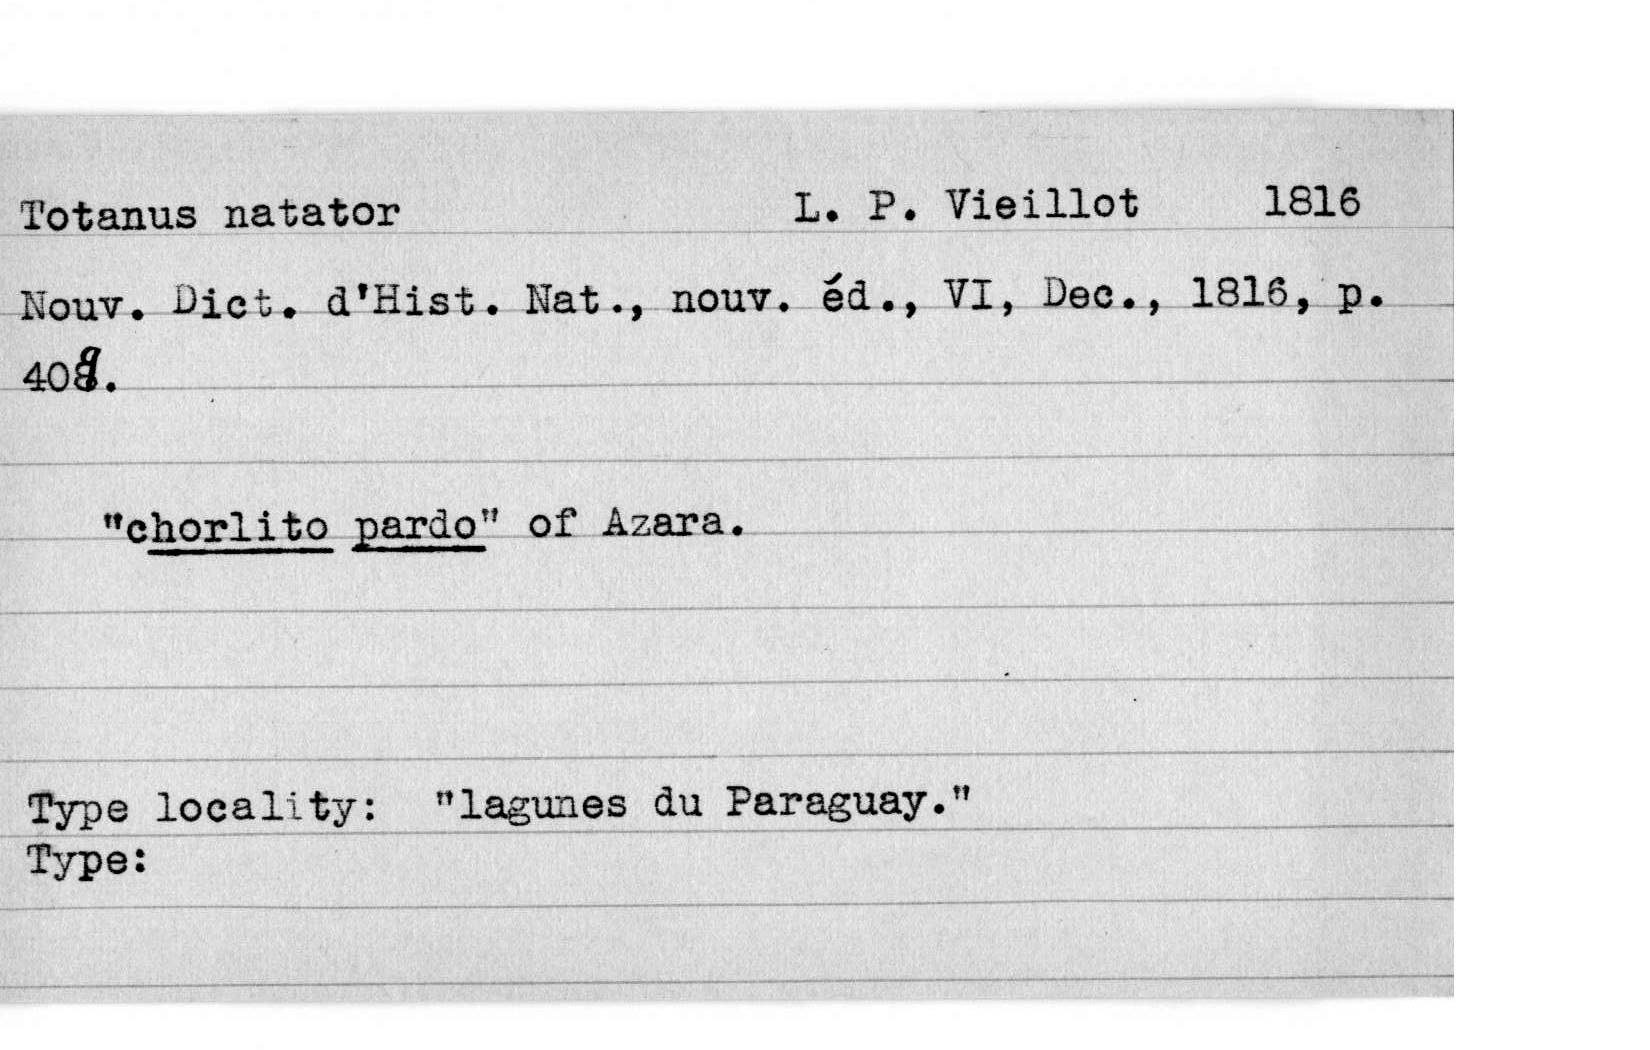 Totanus natator L. P. Vieillot 1816
Nouv. Dict. d'Hist. Nat., nouv. éd., VI, Dec., 1816, p.
409.
"chorlito pardo" of Azara.
Type locality: "lagunes du Paraguay."
Type: